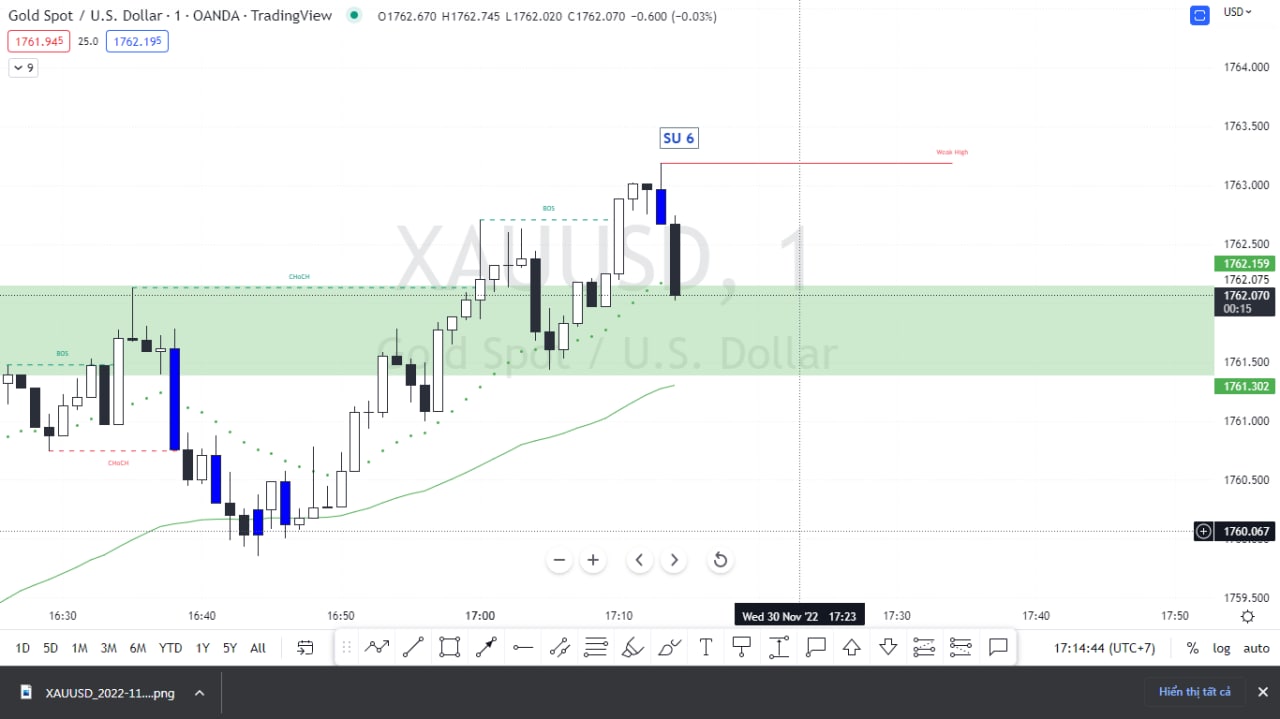 Gold Spot / U.S. Dollar · 1 · OANDA · TradingView O1762.670 H1762.745 L1762.020 C1762.070 −0.600 (−0.03%)
USD
1761.945 25.0 1762.195
9
1764.000
1763.500
SU 6
Weak High
1763.000
BOS
XAUUSD, 1
1762.500
1762.159
CHoCH
1762.075
1762.070
00:15
Gold Spot / U.S. Dollar
BOS
1761.500
1761.302
1761.000
CHoCH
1760.500
1760.067
1759.500
16:30 16:40 16:50 17:00 17:10 Wed 30 Nov '22 17:23 17:30 17:40 17:50
1D 5D 1M 3M 6M YTD 1Y 5Y All T 17:14:44 (UTC+7) % log auto
XAUUSD_2022-11....png Hiển thị tất cả